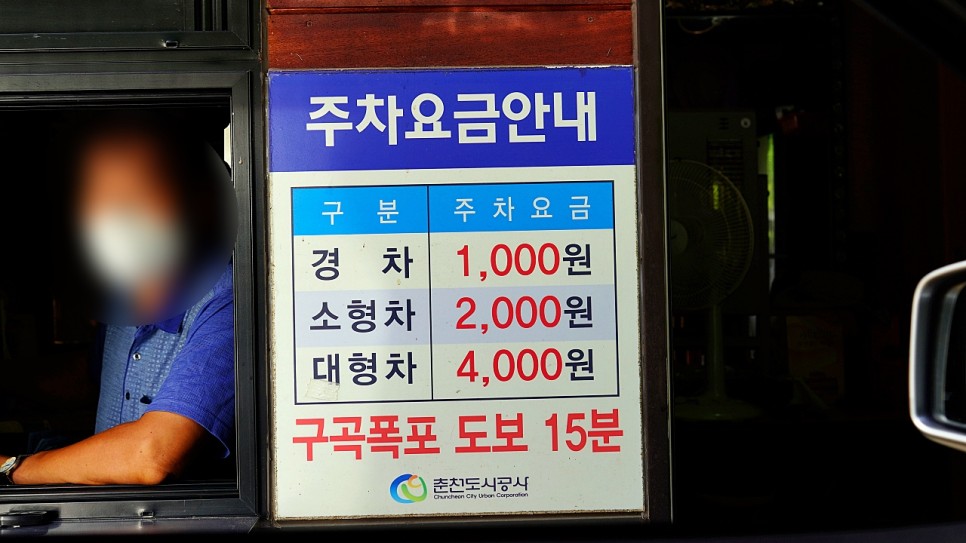 주차요금안내
구 분 주차요금
경 차 1,000원
소형차 2,000원
대형차 4,000원
구곡폭포 도보 15분
춘천도시공사
Chuncheon City Urban Corporation